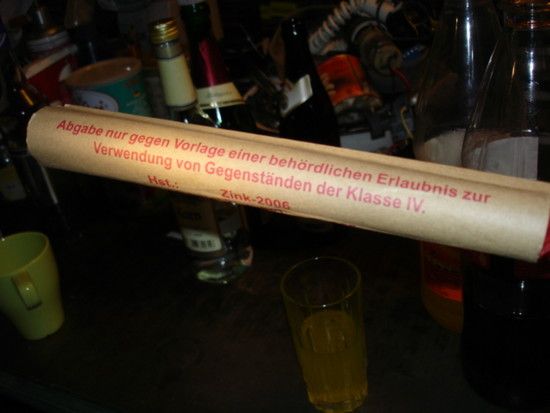 Abgabe nur gegen Vorlage einer behördlichen Erlaubnis zur
Verwendung von Gegenständen der Klasse IV.
Hst.: Zink-2006